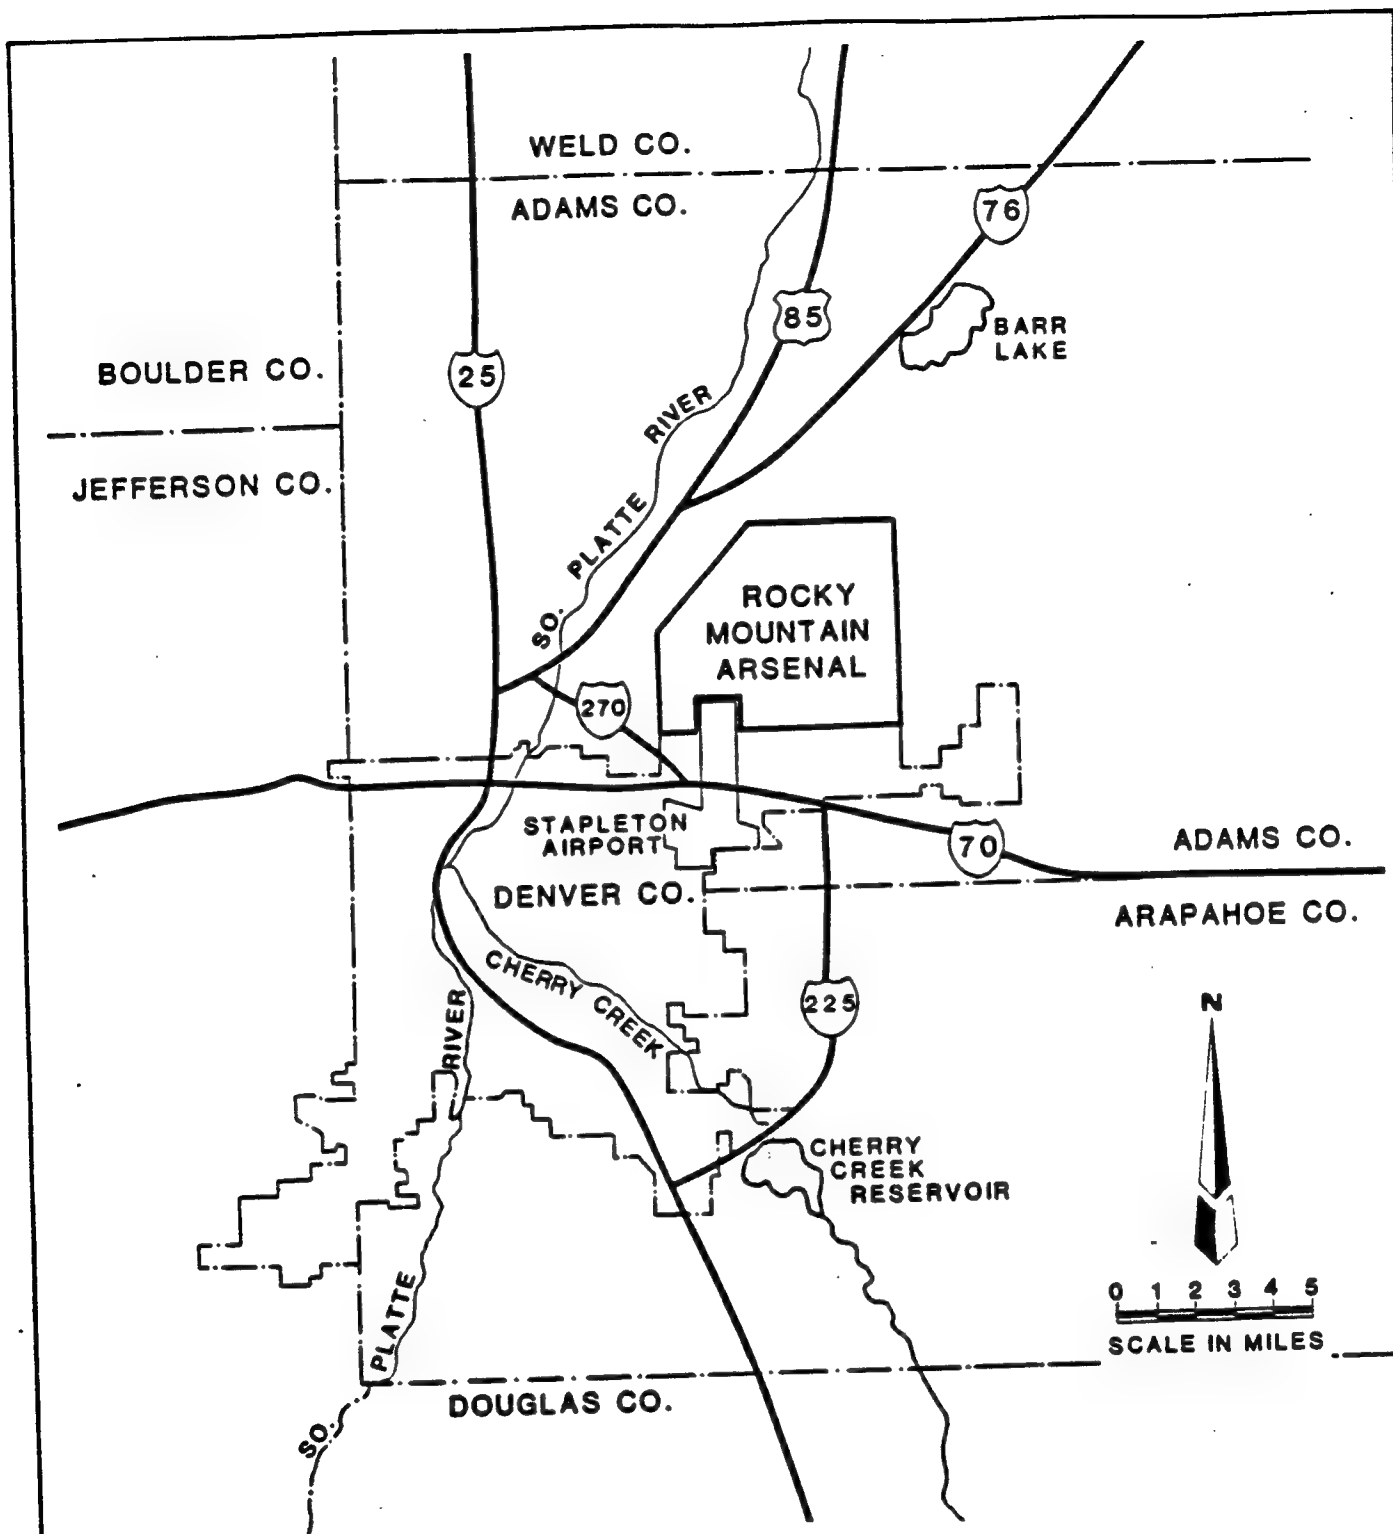 WELD CO.
ADAMS CO.
76
85
BARR
LAKE
BOULDER CO.
25
JEFFERSON CO.
SO. PLATTE RIVER
ROCKY
MOUNTAIN
ARSENAL
270
STAPLETON
AIRPORT
70
ADAMS CO.
DENVER CO.
ARAPAHOE CO.
CHERRY CREEK
225
N
SO. PLATTE RIVER
CHERRY
CREEK
RESERVOIR
0 1 2 3 4 5
SCALE IN MILES
DOUGLAS CO.